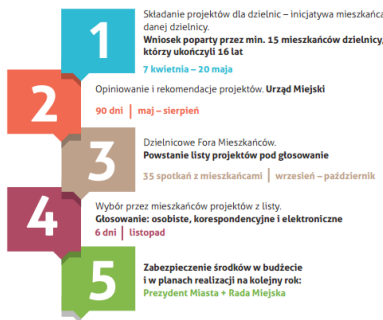 1
Składanie projektów dla dzielnic – inicjatywa mieszkańca
danej dzielnicy.
Wniosek poparty przez min. 15 mieszkańców dzielnicy,
którzy ukończyli 16 lat
7 kwietnia – 20 maja
2
Opiniowanie i rekomendacje projektów. Urząd Miejski
90 dni | maj – sierpień
3
Dzielnicowe Fora Mieszkańców.
Powstanie listy projektów pod głosowanie
35 spotkań z mieszkańcami | wrzesień – październik
4
Wybór przez mieszkańców projektów z listy.
Głosowanie: osobiste, korespondencyjne i elektroniczne
6 dni | listopad
5
Zabezpieczenie środków w budżecie
i w planach realizacji na kolejny rok:
Prezydent Miasta + Rada Miejska